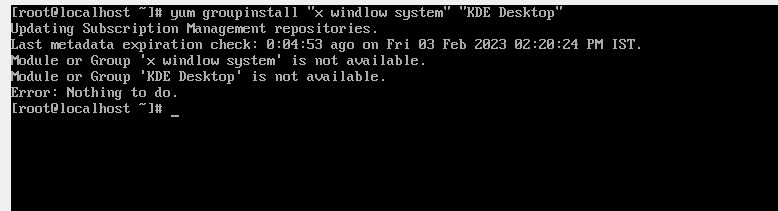 [root@localhost ~]# yum groupinstall "x windlow system" "KDE Desktop"
Updating Subscription Management repositories.
Last metadata expiration check: 0:04:53 ago on Fri 03 Feb 2023 02:20:24 PM IST.
Module or Group 'x windlow system' is not available.
Module or Group 'KDE Desktop' is not available.
Error: Nothing to do.
[root@localhost ~]# _